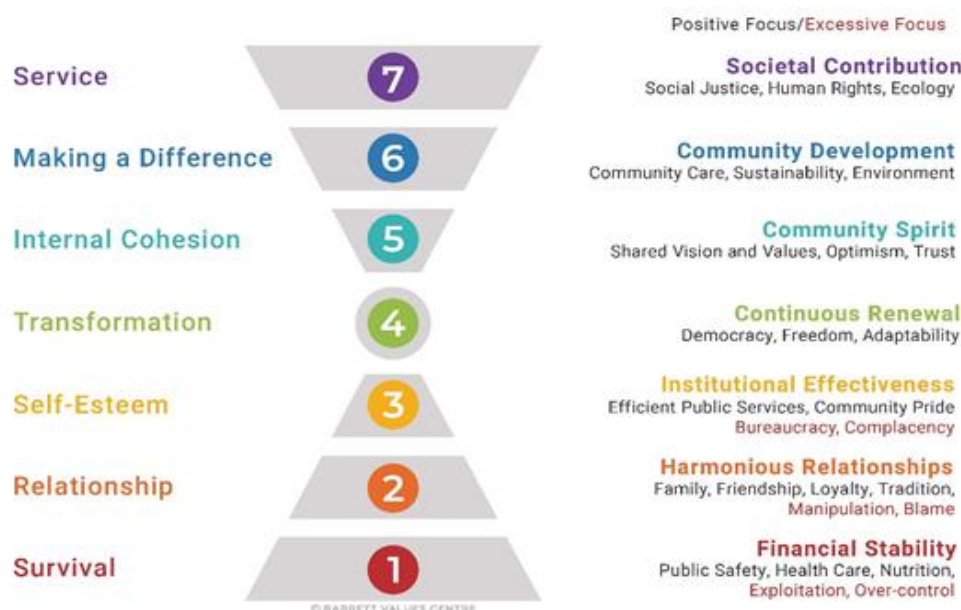 Positive Focus/Excessive Focus
Service
7
Societal Contribution
Social Justice, Human Rights, Ecology
Making a Difference
6
Community Development
Community Care, Sustainability, Environment
Internal Cohesion
5
Community Spirit
Shared Vision and Values, Optimism, Trust
Transformation
4
Continuous Renewal
Democracy, Freedom, Adaptability
Self-Esteem
3
Institutional Effectiveness
Efficient Public Services, Community Pride
Bureaucracy, Complacency
Relationship
2
Harmonious Relationships
Family, Friendship, Loyalty, Tradition,
Manipulation, Blame
Survival
1
Financial Stability
Public Safety, Health Care, Nutrition,
Exploitation, Over-control
© BARRETT VALUES CENTRE